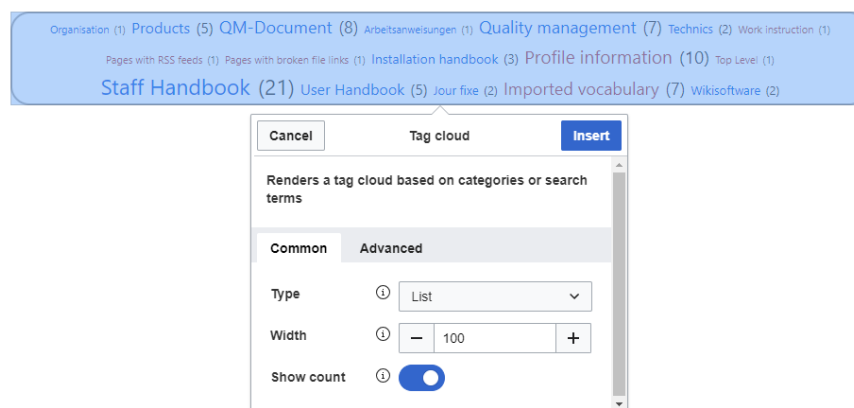 Organisation (1) Products (5) QM-Document (8) Arbeitsanweisungen (1) Quality management (7) Technics (2) Work instruction (1)
Pages with RSS feeds (1) Pages with broken file links (1) Installation handbook (3) Profile information (10) Top Level (1)
Staff Handbook (21) User Handbook (5) Jour fixe (2) Imported vocabulary (7) Wikisoftware (2)
Cancel Tag cloud Insert
Renders a tag cloud based on categories or search
terms
Common Advanced
Type List
Width 100
Show count